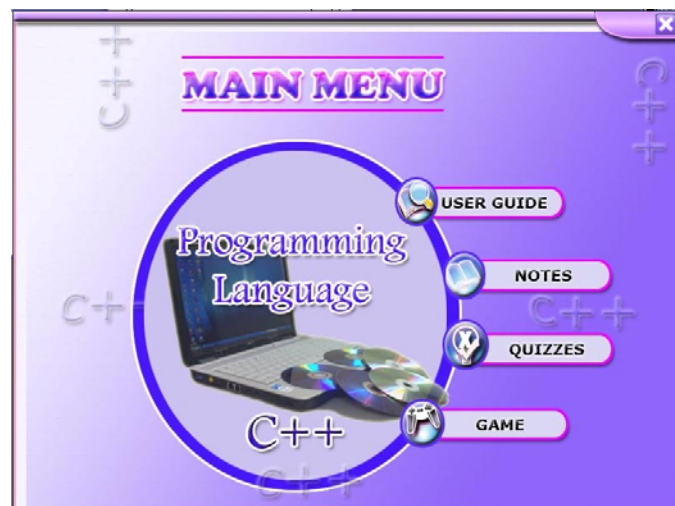 C++
C++
MAIN MENU
USER GUIDE
Programming
Language
NOTES
C++
C++
QUIZZES
GAME
C++
C++